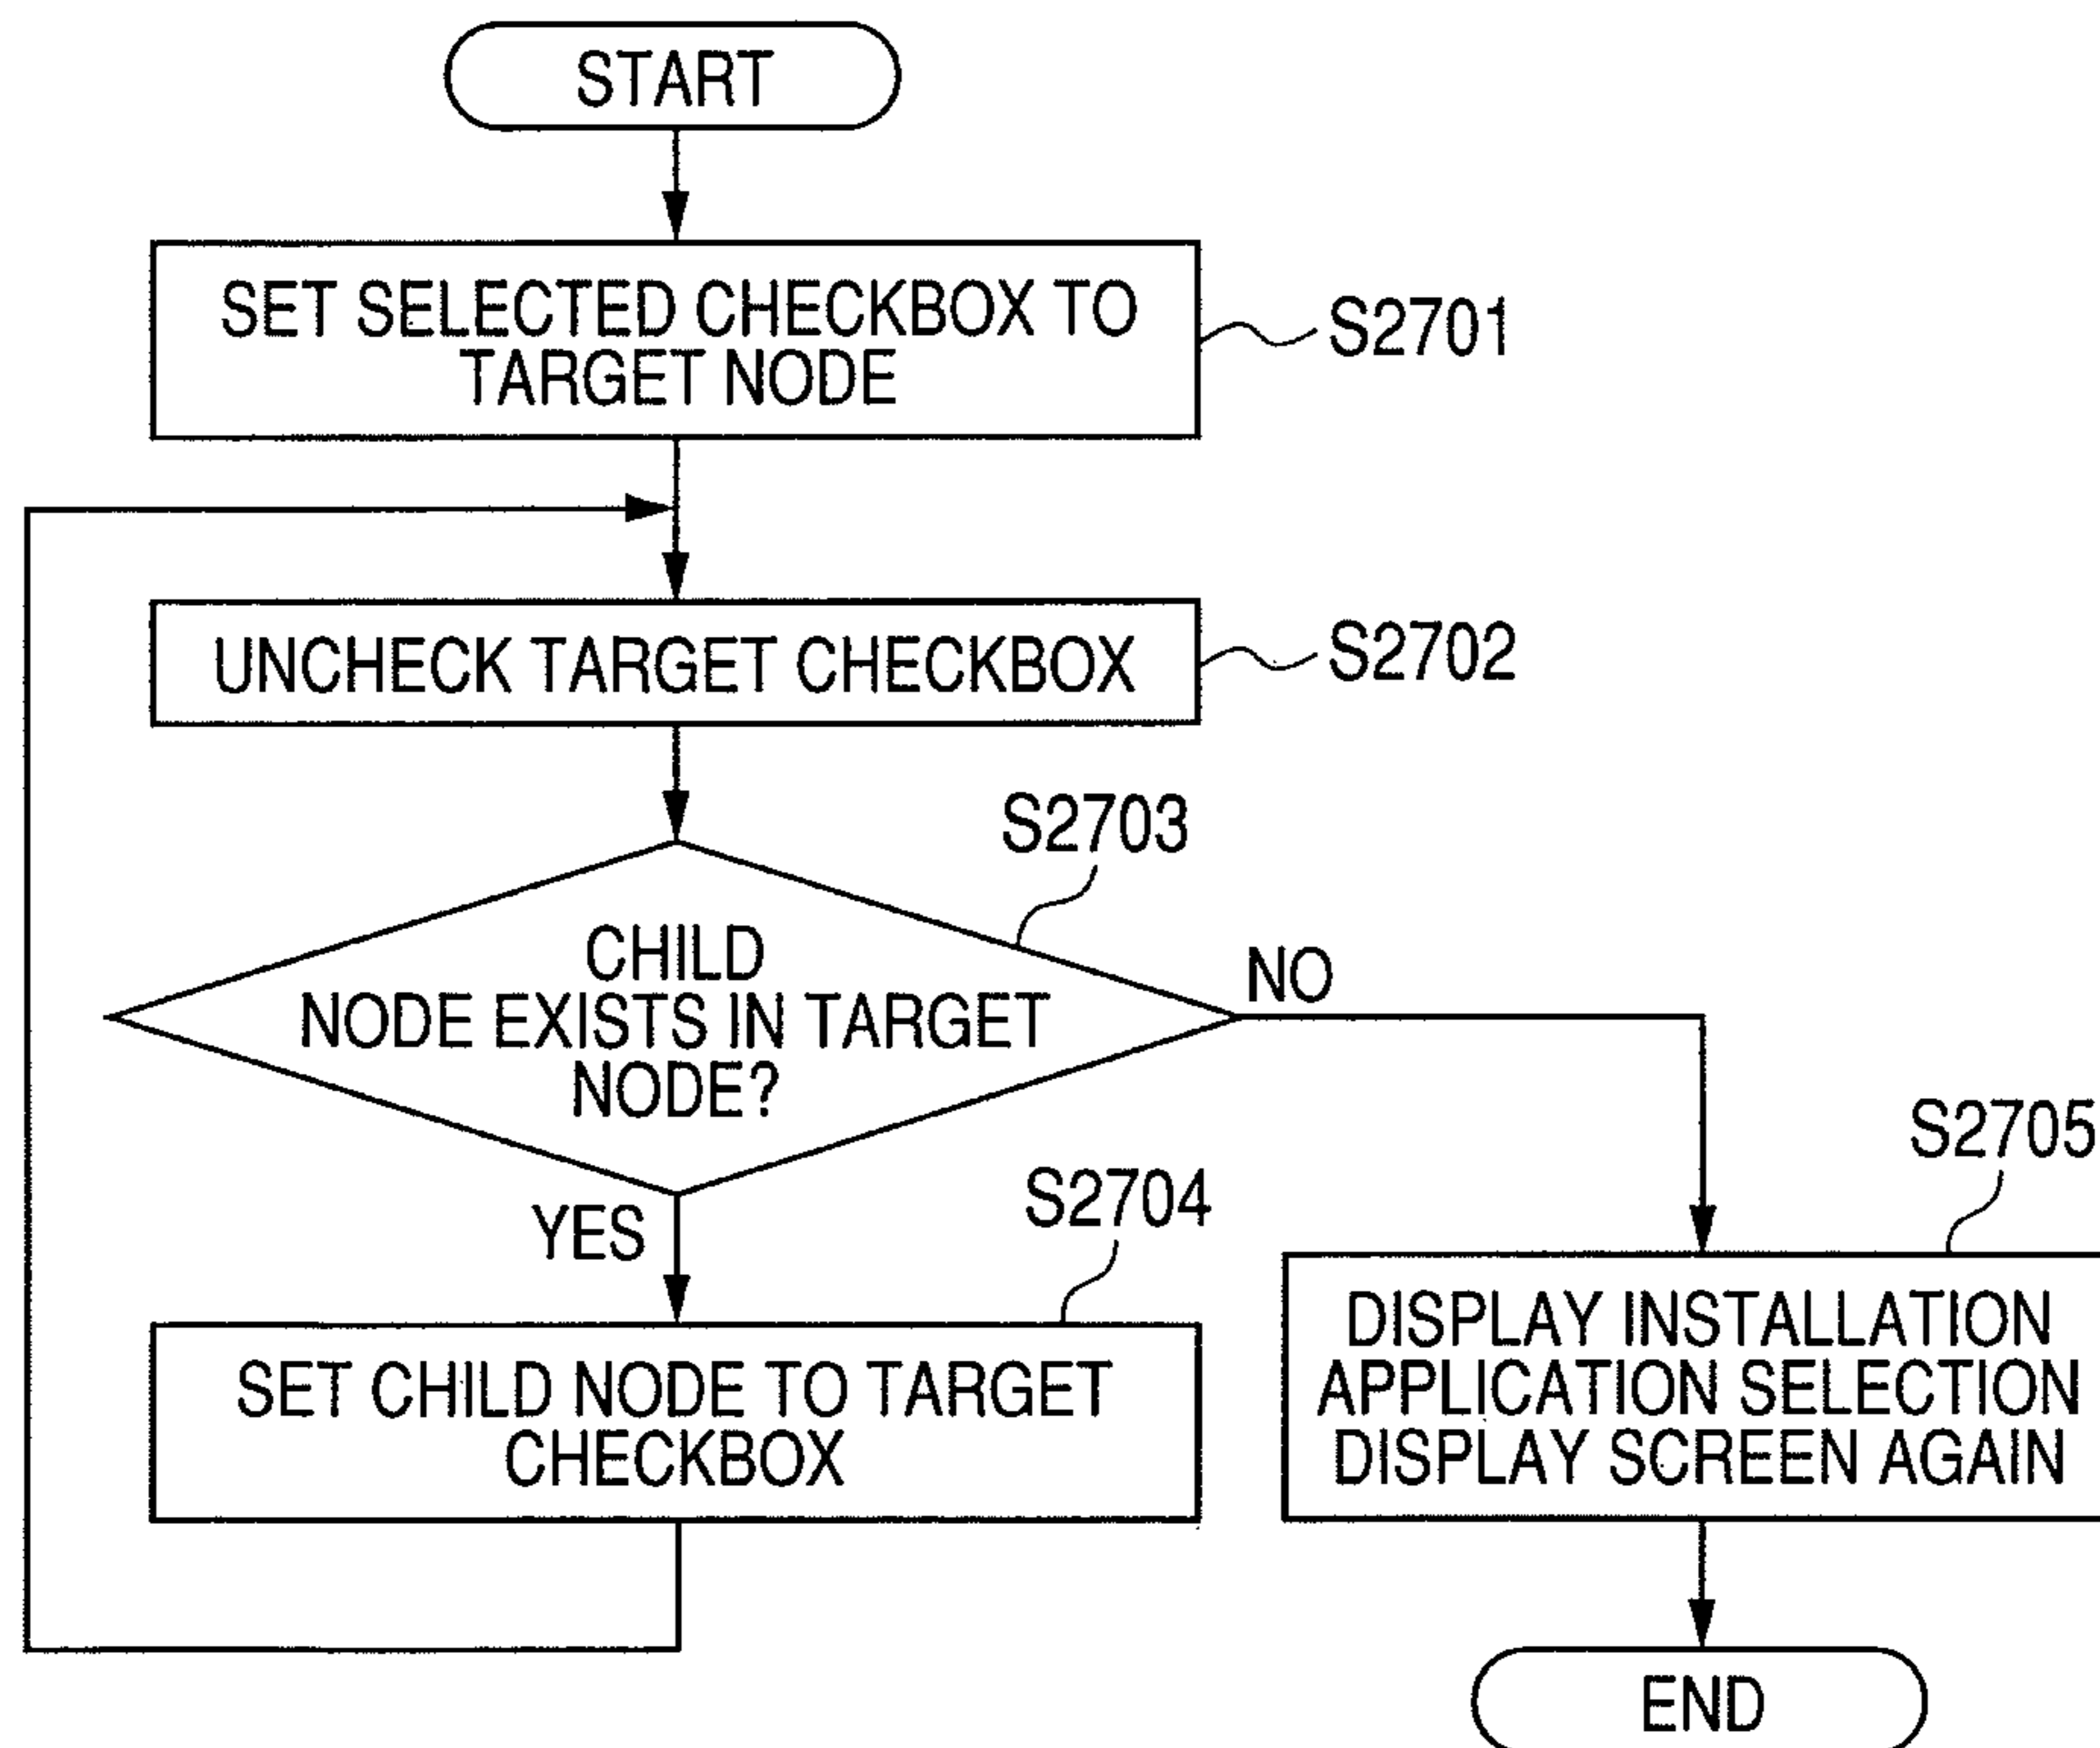 START
SET SELECTED CHECKBOX TO
TARGET NODE
S2701
UNCHECK TARGET CHECKBOX
S2702
S2703
CHILD
NODE EXISTS IN TARGET
NODE?
NO
YES
S2704
SET CHILD NODE TO TARGET
CHECKBOX
S2705
DISPLAY INSTALLATION
APPLICATION SELECTION
DISPLAY SCREEN AGAIN
END